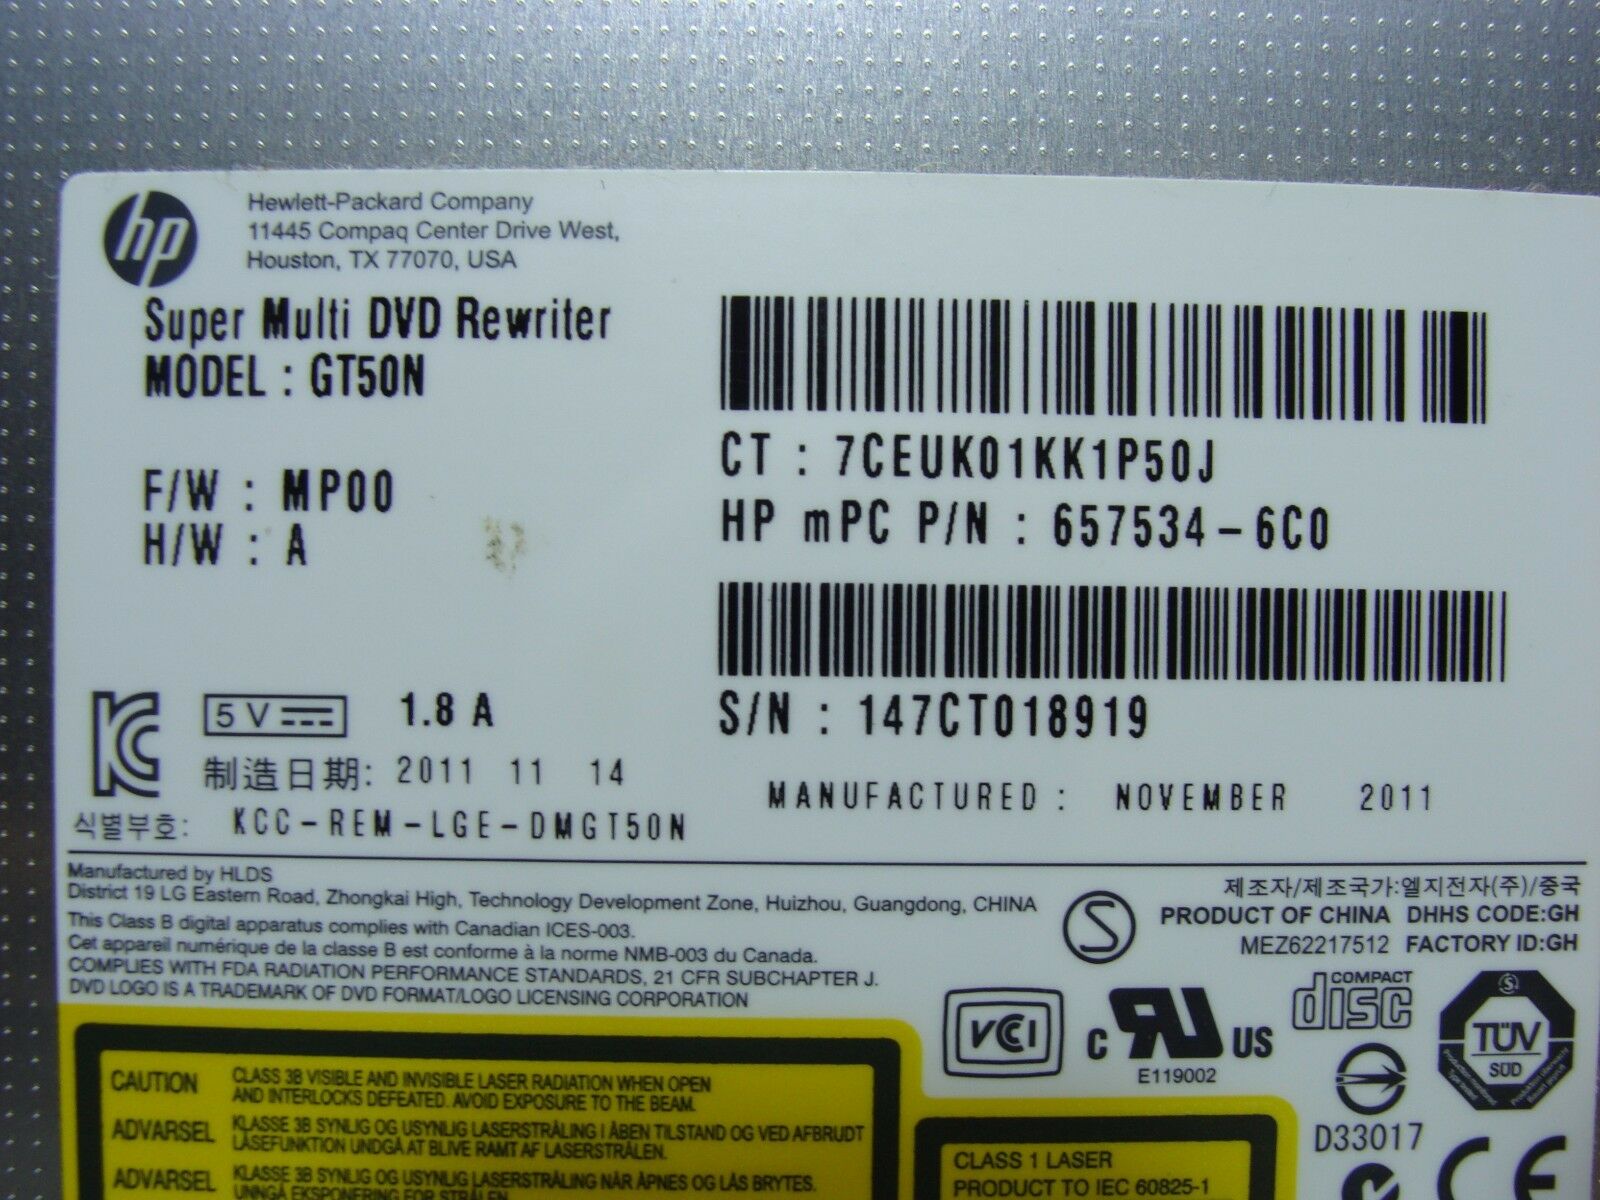 hp
Hewlett-Packard Company
11445 Compaq Center Drive West,
Houston, TX 77070, USA
Super Multi DVD Rewriter
MODEL : GT50N
F/W : MP00
H/W : A
CT : 7CEUK01KK1P50J
HP mPC P/N : 657534-6C0
S/N : 147CT018919
MANUFACTURED : NOVEMBER 2011
5 V 1.8 A
制造日期: 2011 11 14
식별부호: KCC-REM-LGE-DMGT50N
Manufactured by HLDS
District 19 LG Eastern Road, Zhongkai High, Technology Development Zone, Huizhou, Guangdong, CHINA
This Class B digital apparatus complies with Canadian ICES-003.
Cet appareil numérique de la classe B est conforme à la norme NMB-003 du Canada.
COMPLIES WITH FDA RADIATION PERFORMANCE STANDARDS, 21 CFR SUBCHAPTER J.
DVD LOGO IS A TRADEMARK OF DVD FORMAT/LOGO LICENSING CORPORATION
제조자/제조국가:엘지전자(주)/중국
PRODUCT OF CHINA DHHS CODE:GH
MEZ62217512 FACTORY ID:GH
VCI
C RU US
E119002
COMPACT
disc
TÜV
SÜD
D33017
CE
CAUTION CLASS 3B VISIBLE AND INVISIBLE LASER RADIATION WHEN OPEN
AND INTERLOCKS DEFEATED. AVOID EXPOSURE TO THE BEAM.
ADVARSEL KLASSE 3B SYNLIG OG USYNLIG LASERSTRÅLING I ÅBEN TILSTAND OG VED AFBRUDT
LÅSEFUNKTION UNDGÅ AT BLIVE RAMT AF LASERSTRÅLEN.
ADVARSEL KLASSE 3B SYNLIG OG USYNLIG LASERSTRÅLING NÅR ÅPNES OG LÅS BRYTES.
UNNGÅ EKSPONERING FOR STRÅLEN.
CLASS 1 LASER
PRODUCT TO IEC 60825-1